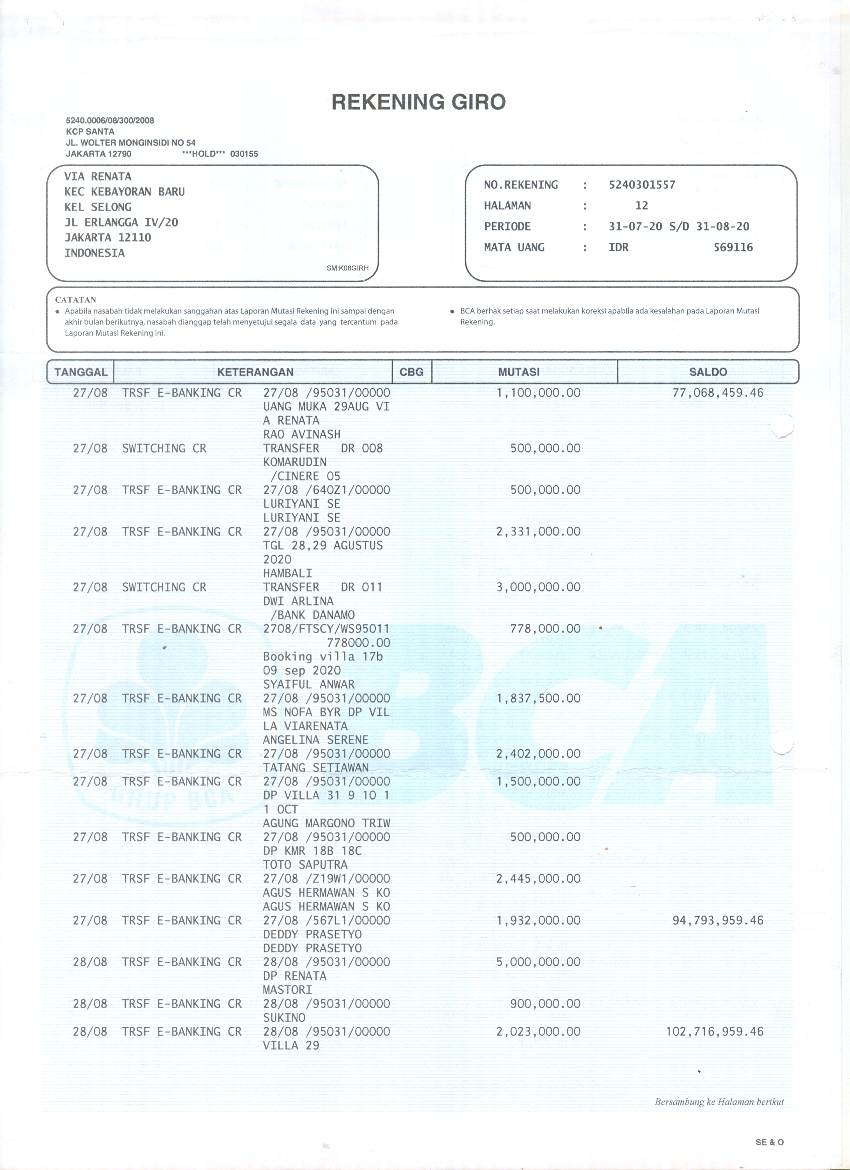 REKENING GIRO
5240.0006/08/300/2008
KCP SANTA
JL. WOLTER MONGINSIDI NO 54
JAKARTA 12790 ***HOLD*** 030155
VIA RENATA
KEC KEBAYORAN BARU
KEL SELONG
JL ERLANGGA IV/20
JAKARTA 12110
INDONESIA
SM:K08GIRH
NO.REKENING : 5240301557
HALAMAN : 12
PERIODE : 31-07-20 S/D 31-08-20
MATA UANG : IDR 569116
CATATAN
• Apabila nasabah tidak melakukan sanggahan atas Laporan Mutasi Rekening ini sampai dengan
akhir bulan berikutnya, nasabah dianggap telah menyetujui segala data yang tercantum pada
Laporan Mutasi Rekening ini.
• BCA berhak setiap saat melakukan koreksi apabila ada kesalahan pada Laporan Mutasi
Rekening.
TANGGAL KETERANGAN CBG MUTASI SALDO
27/08 TRSF E-BANKING CR 27/08 /95031/00000 1,100,000.00 77,068,459.46
UANG MUKA 29AUG VI
A RENATA
RAO AVINASH
27/08 SWITCHING CR TRANSFER DR 008 500,000.00
KOMARUDIN
/CINERE 05
27/08 TRSF E-BANKING CR 27/08 /640Z1/00000 500,000.00
LURIYANI SE
LURIYANI SE
27/08 TRSF E-BANKING CR 27/08 /95031/00000 2,331,000.00
TGL 28,29 AGUSTUS
2020
HAMBALI
27/08 SWITCHING CR TRANSFER DR 011 3,000,000.00
DWI ARLINA
/BANK DANAMO
27/08 TRSF E-BANKING CR 2708/FTSCY/WS95011 778,000.00
778000.00
Booking villa 17b
09 sep 2020
SYAIFUL ANWAR
27/08 TRSF E-BANKING CR 27/08 /95031/00000 1,837,500.00
MS NOFA BYR DP VIL
LA VIARENATA
ANGELINA SERENE
27/08 TRSF E-BANKING CR 27/08 /95031/00000 2,402,000.00
TATANG SETIAWAN
27/08 TRSF E-BANKING CR 27/08 /95031/00000 1,500,000.00
DP VILLA 31 9 10 1
1 OCT
AGUNG MARGONO TRIW
27/08 TRSF E-BANKING CR 27/08 /95031/00000 500,000.00
DP KMR 18B 18C
TOTO SAPUTRA
27/08 TRSF E-BANKING CR 27/08 /Z19W1/00000 2,445,000.00
AGUS HERMAWAN S KO
AGUS HERMAWAN S KO
27/08 TRSF E-BANKING CR 27/08 /567L1/00000 1,932,000.00 94,793,959.46
DEDDY PRASETYO
DEDDY PRASETYO
28/08 TRSF E-BANKING CR 28/08 /95031/00000 5,000,000.00
DP RENATA
MASTORI
28/08 TRSF E-BANKING CR 28/08 /95031/00000 900,000.00
SUKINO
28/08 TRSF E-BANKING CR 28/08 /95031/00000 2,023,000.00 102,716,959.46
VILLA 29
BCA
GRUP BCA
Bersambung ke Halaman berikut
SE & O